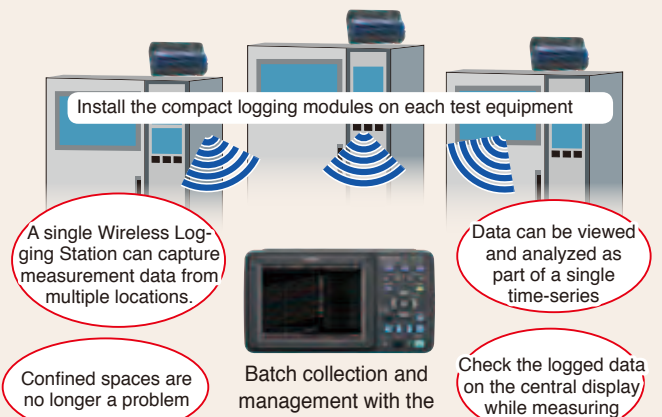 Install the compact logging modules on each test equipment
A single Wireless Log-
ging Station can capture
measurement data from
multiple locations.
Data can be viewed
and analyzed as
part of a single
time-series
Confined spaces are
no longer a problem
Batch collection and
management with the
Check the logged data
on the central display
while measuring